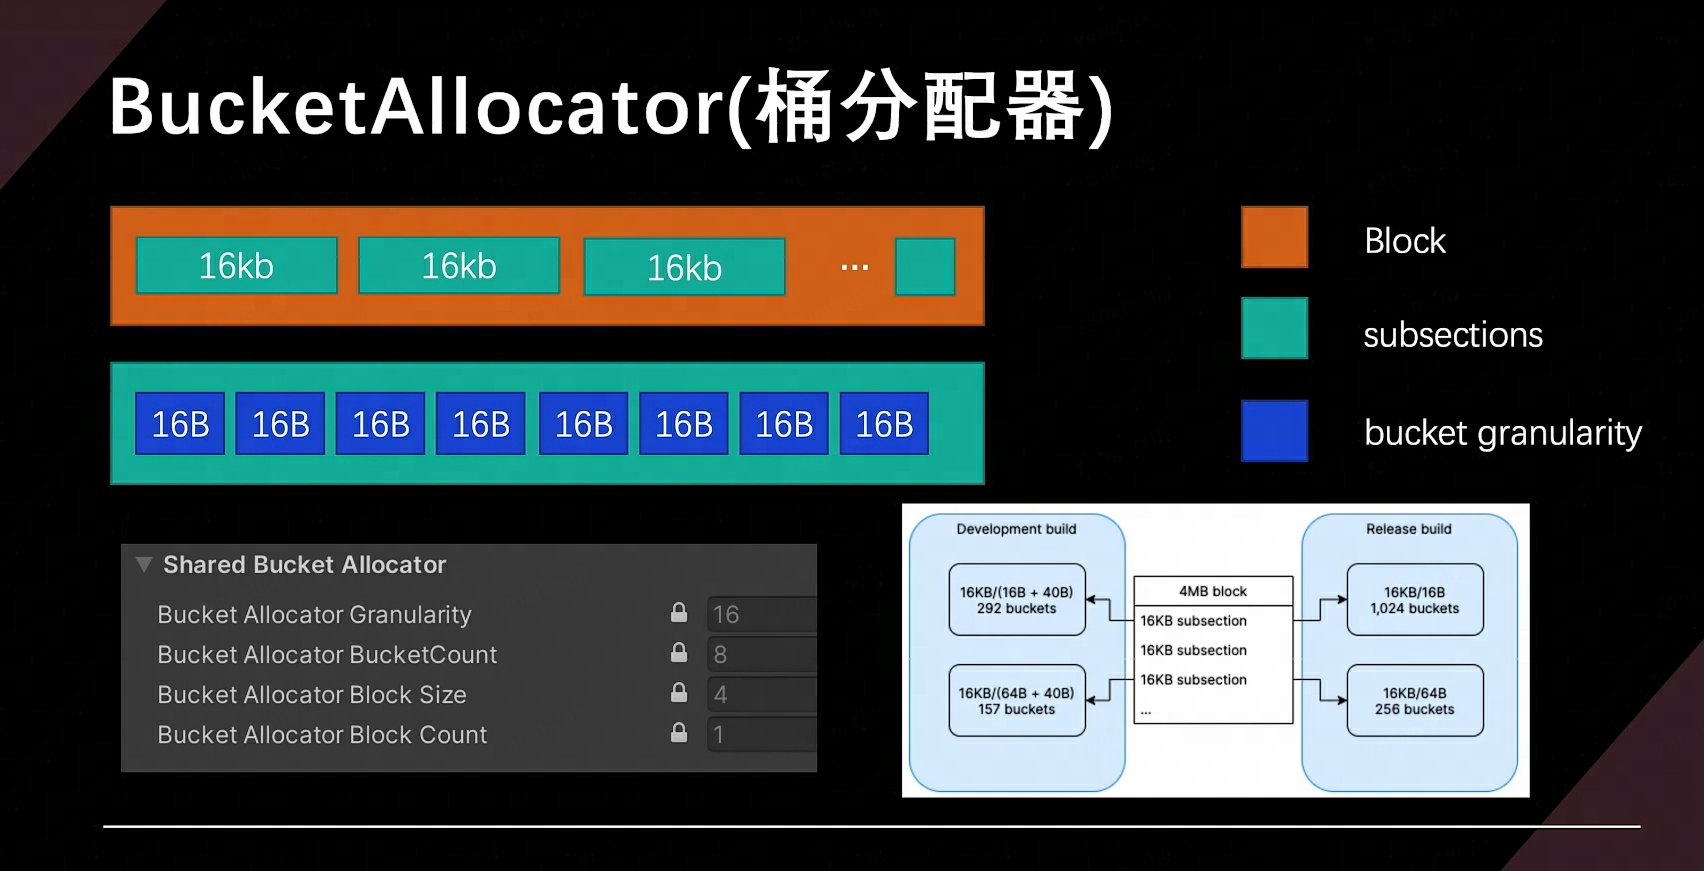 BucketAllocator(桶分配器)
16kb 16kb 16kb ...
16B 16B 16B 16B 16B 16B 16B 16B
Block
subsections
bucket granularity
Shared Bucket Allocator
Bucket Allocator Granularity 16
Bucket Allocator BucketCount 8
Bucket Allocator Block Size 4
Bucket Allocator Block Count 1
Development build
16KB/(16B + 40B)
292 buckets
16KB/(64B + 40B)
157 buckets
4MB block
16KB subsection
16KB subsection
16KB subsection
...
Release build
16KB/16B
1,024 buckets
16KB/64B
256 buckets